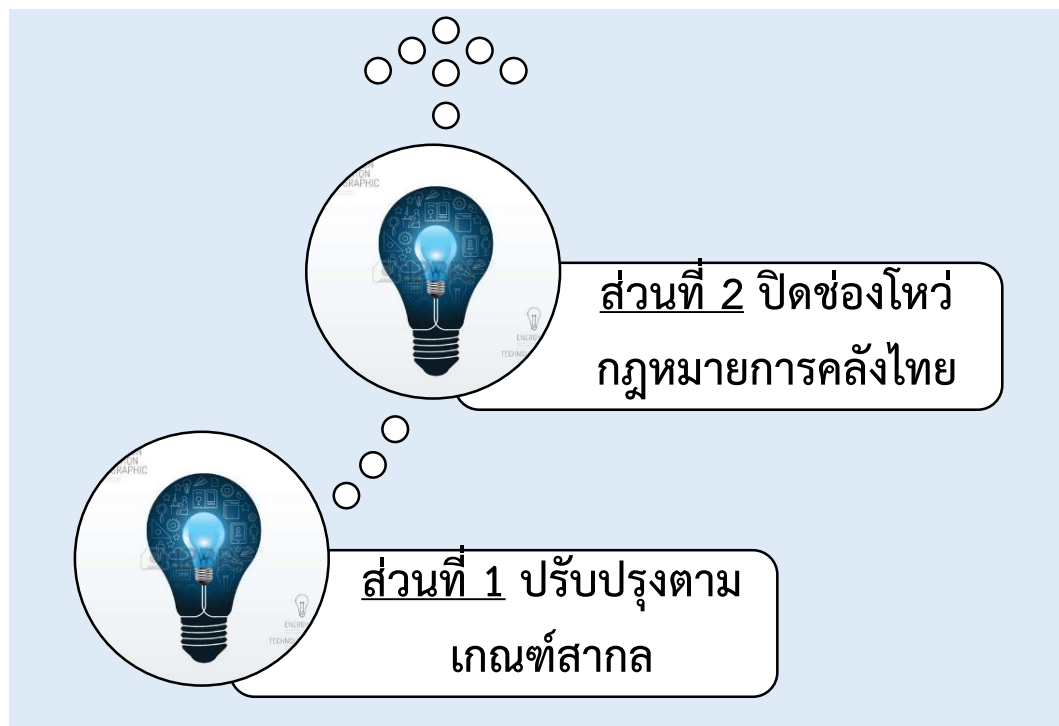 GRAPHIC
ส่วนที่ 2 ปิดช่องโหว่
กฎหมายการคลังไทย
ส่วนที่ 1 ปรับปรุงตาม
เกณฑ์สากล